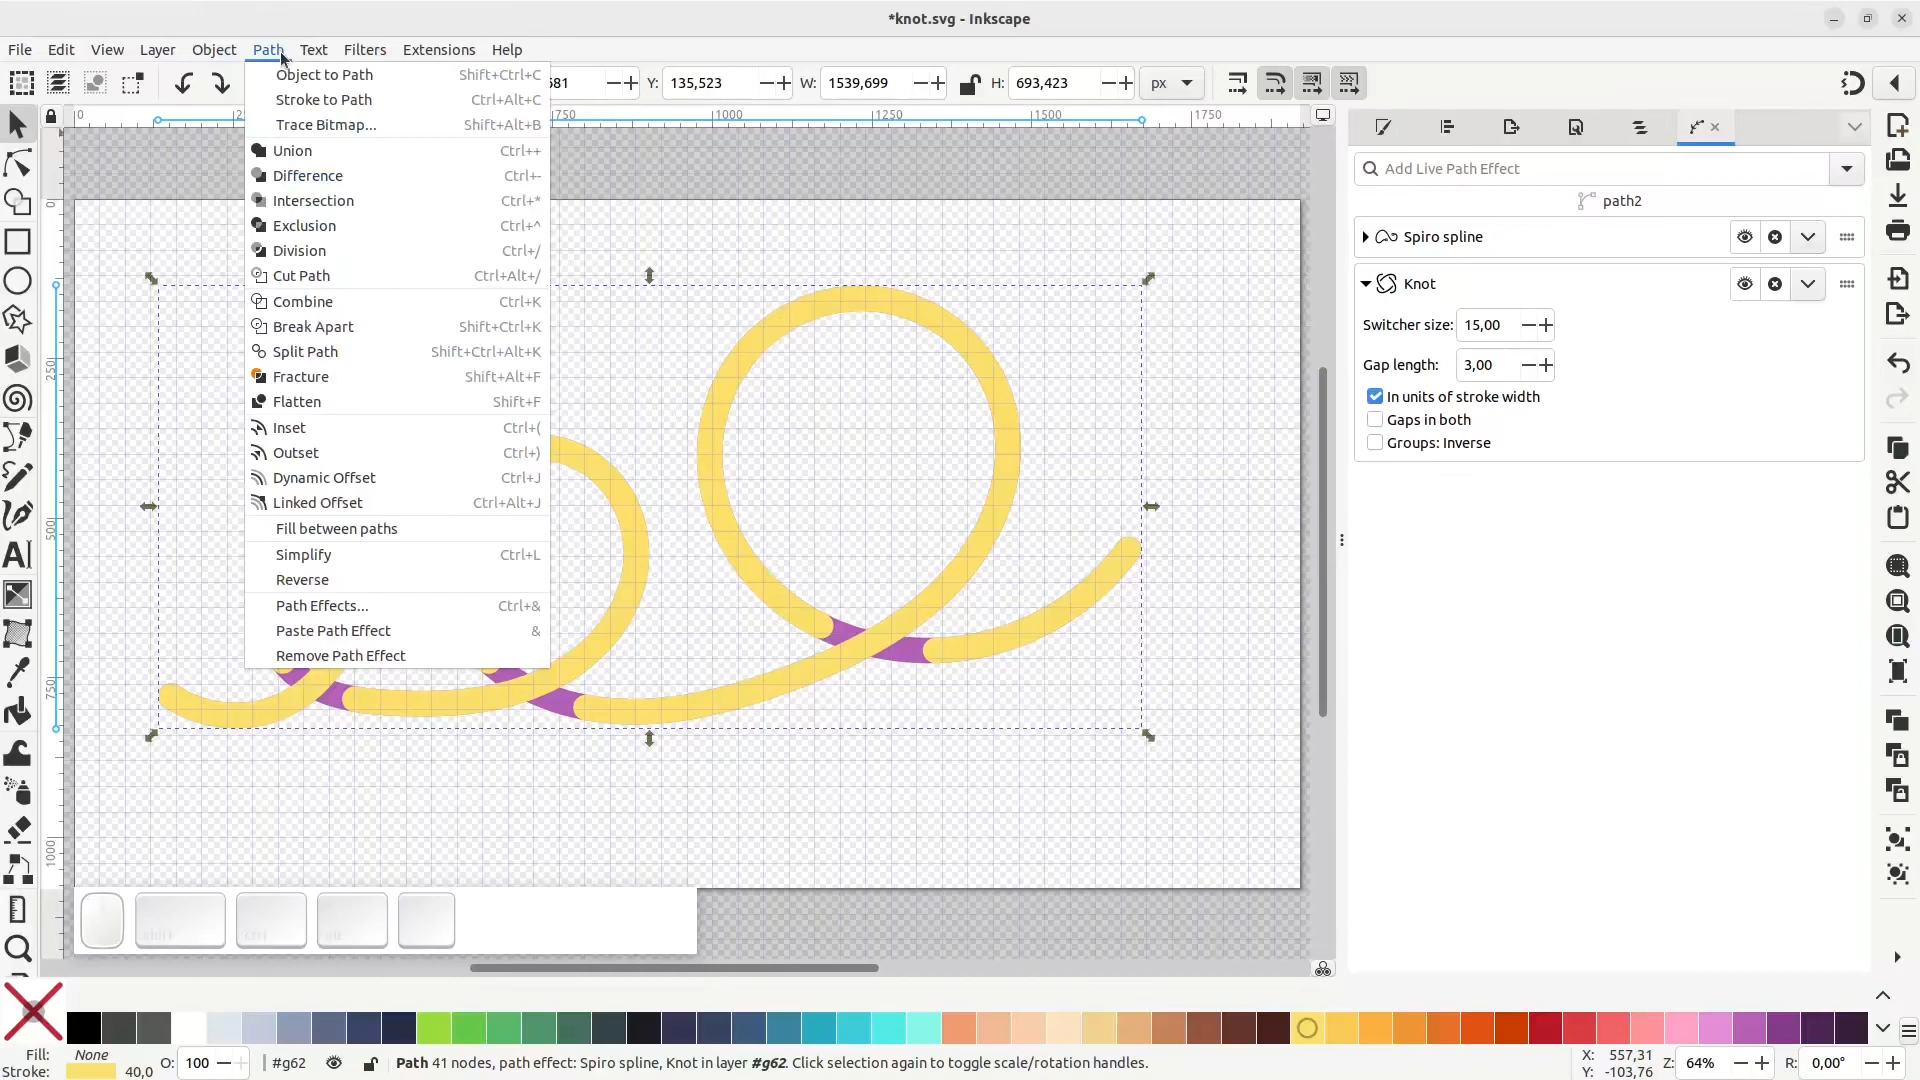 *knot.svg - Inkscape
File Edit View Layer Object Path Text Filters Extensions Help
581 Y: 135,523 W: 1539,699 H: 693,423 px
Object to Path Shift+Ctrl+C
Stroke to Path Ctrl+Alt+C
Trace Bitmap... Shift+Alt+B
Union Ctrl++
Difference Ctrl+-
Intersection Ctrl+*
Exclusion Ctrl+^
Division Ctrl+/
Cut Path Ctrl+Alt+/
Combine Ctrl+K
Break Apart Shift+Ctrl+K
Split Path Shift+Ctrl+Alt+K
Fracture Shift+Alt+F
Flatten Shift+F
Inset Ctrl+(
Outset Ctrl+)
Dynamic Offset Ctrl+J
Linked Offset Ctrl+Alt+J
Fill between paths
Simplify Ctrl+L
Reverse
Path Effects... Ctrl+&
Paste Path Effect &
Remove Path Effect
0 750 1000 1250 1500 1750
0
250
500
750
1000
Add Live Path Effect
path2
Spiro spline
Knot
Switcher size: 15,00
Gap length: 3,00
In units of stroke width
Gaps in both
Groups: Inverse
Fill: None
Stroke: 40,0
O: 100
#g62
Path 41 nodes, path effect: Spiro spline, Knot in layer #g62. Click selection again to toggle scale/rotation handles.
X: 557,31
Y: -103,76
Z: 64%
R: 0,00°